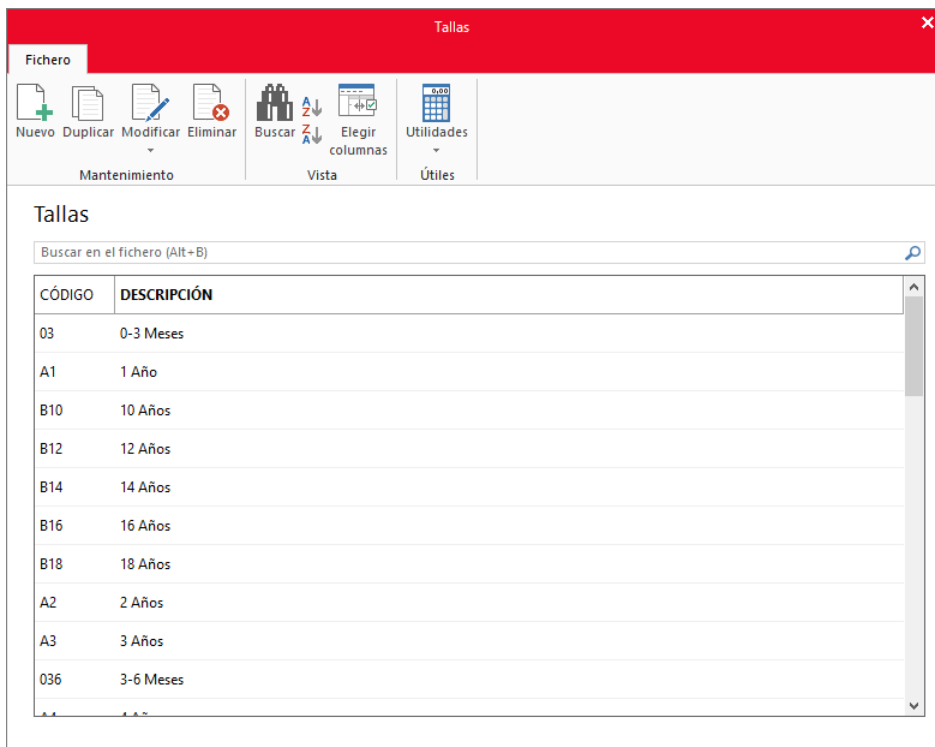 Tallas
Fichero
Nuevo Duplicar Modificar Eliminar Buscar Elegir columnas Utilidades
Mantenimiento Vista Útiles
Tallas
Buscar en el fichero (Alt+B)
CÓDIGO DESCRIPCIÓN
03 0-3 Meses
A1 1 Año
B10 10 Años
B12 12 Años
B14 14 Años
B16 16 Años
B18 18 Años
A2 2 Años
A3 3 Años
036 3-6 Meses